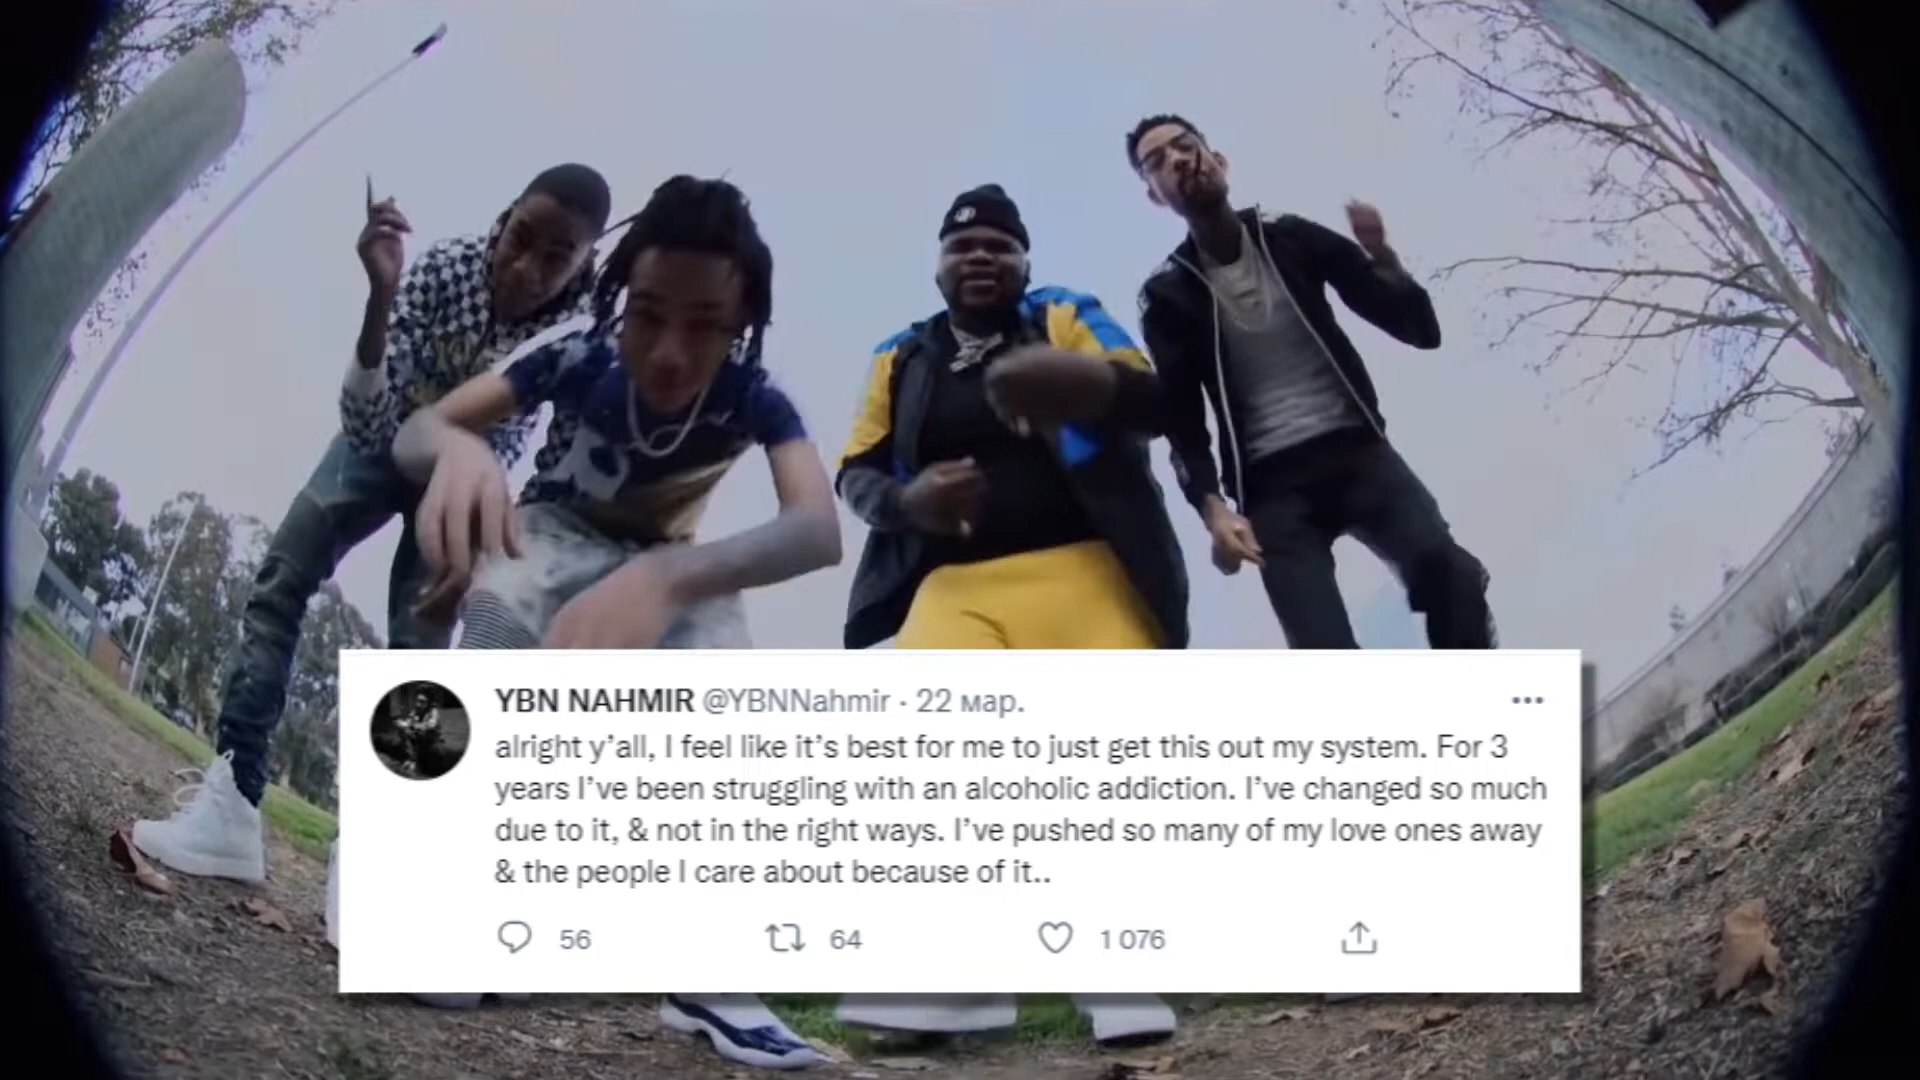 YBN NAHMIR @YBNNahmir · 22 мар.
alright y’all, I feel like it’s best for me to just get this out my system. For 3
years I’ve been struggling with an alcoholic addiction. I’ve changed so much
due to it, & not in the right ways. I’ve pushed so many of my love ones away
& the people I care about because of it..
56 64 1 076